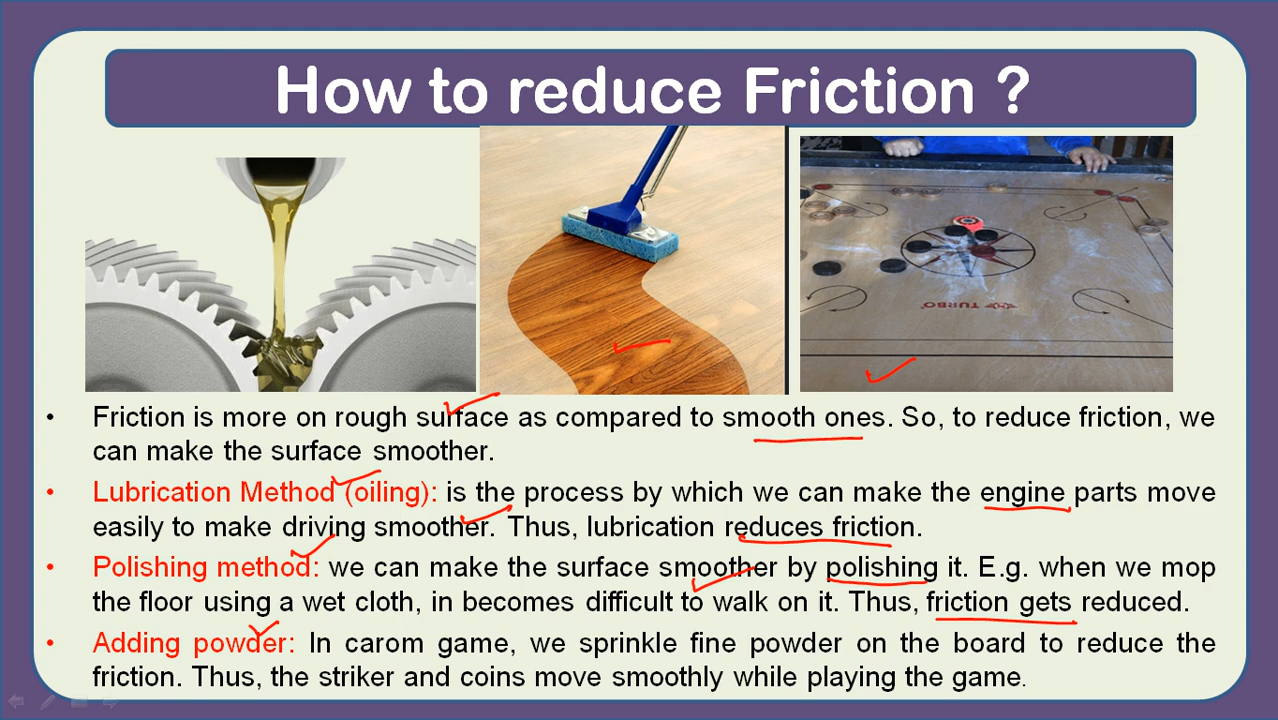 How to reduce Friction ?
TURBO
• Friction is more on rough surface as compared to smooth ones. So, to reduce friction, we
can make the surface smoother.
• Lubrication Method (oiling): is the process by which we can make the engine parts move
easily to make driving smoother. Thus, lubrication reduces friction.
• Polishing method: we can make the surface smoother by polishing it. E.g. when we mop
the floor using a wet cloth, in becomes difficult to walk on it. Thus, friction gets reduced.
• Adding powder: In carom game, we sprinkle fine powder on the board to reduce the
friction. Thus, the striker and coins move smoothly while playing the game.